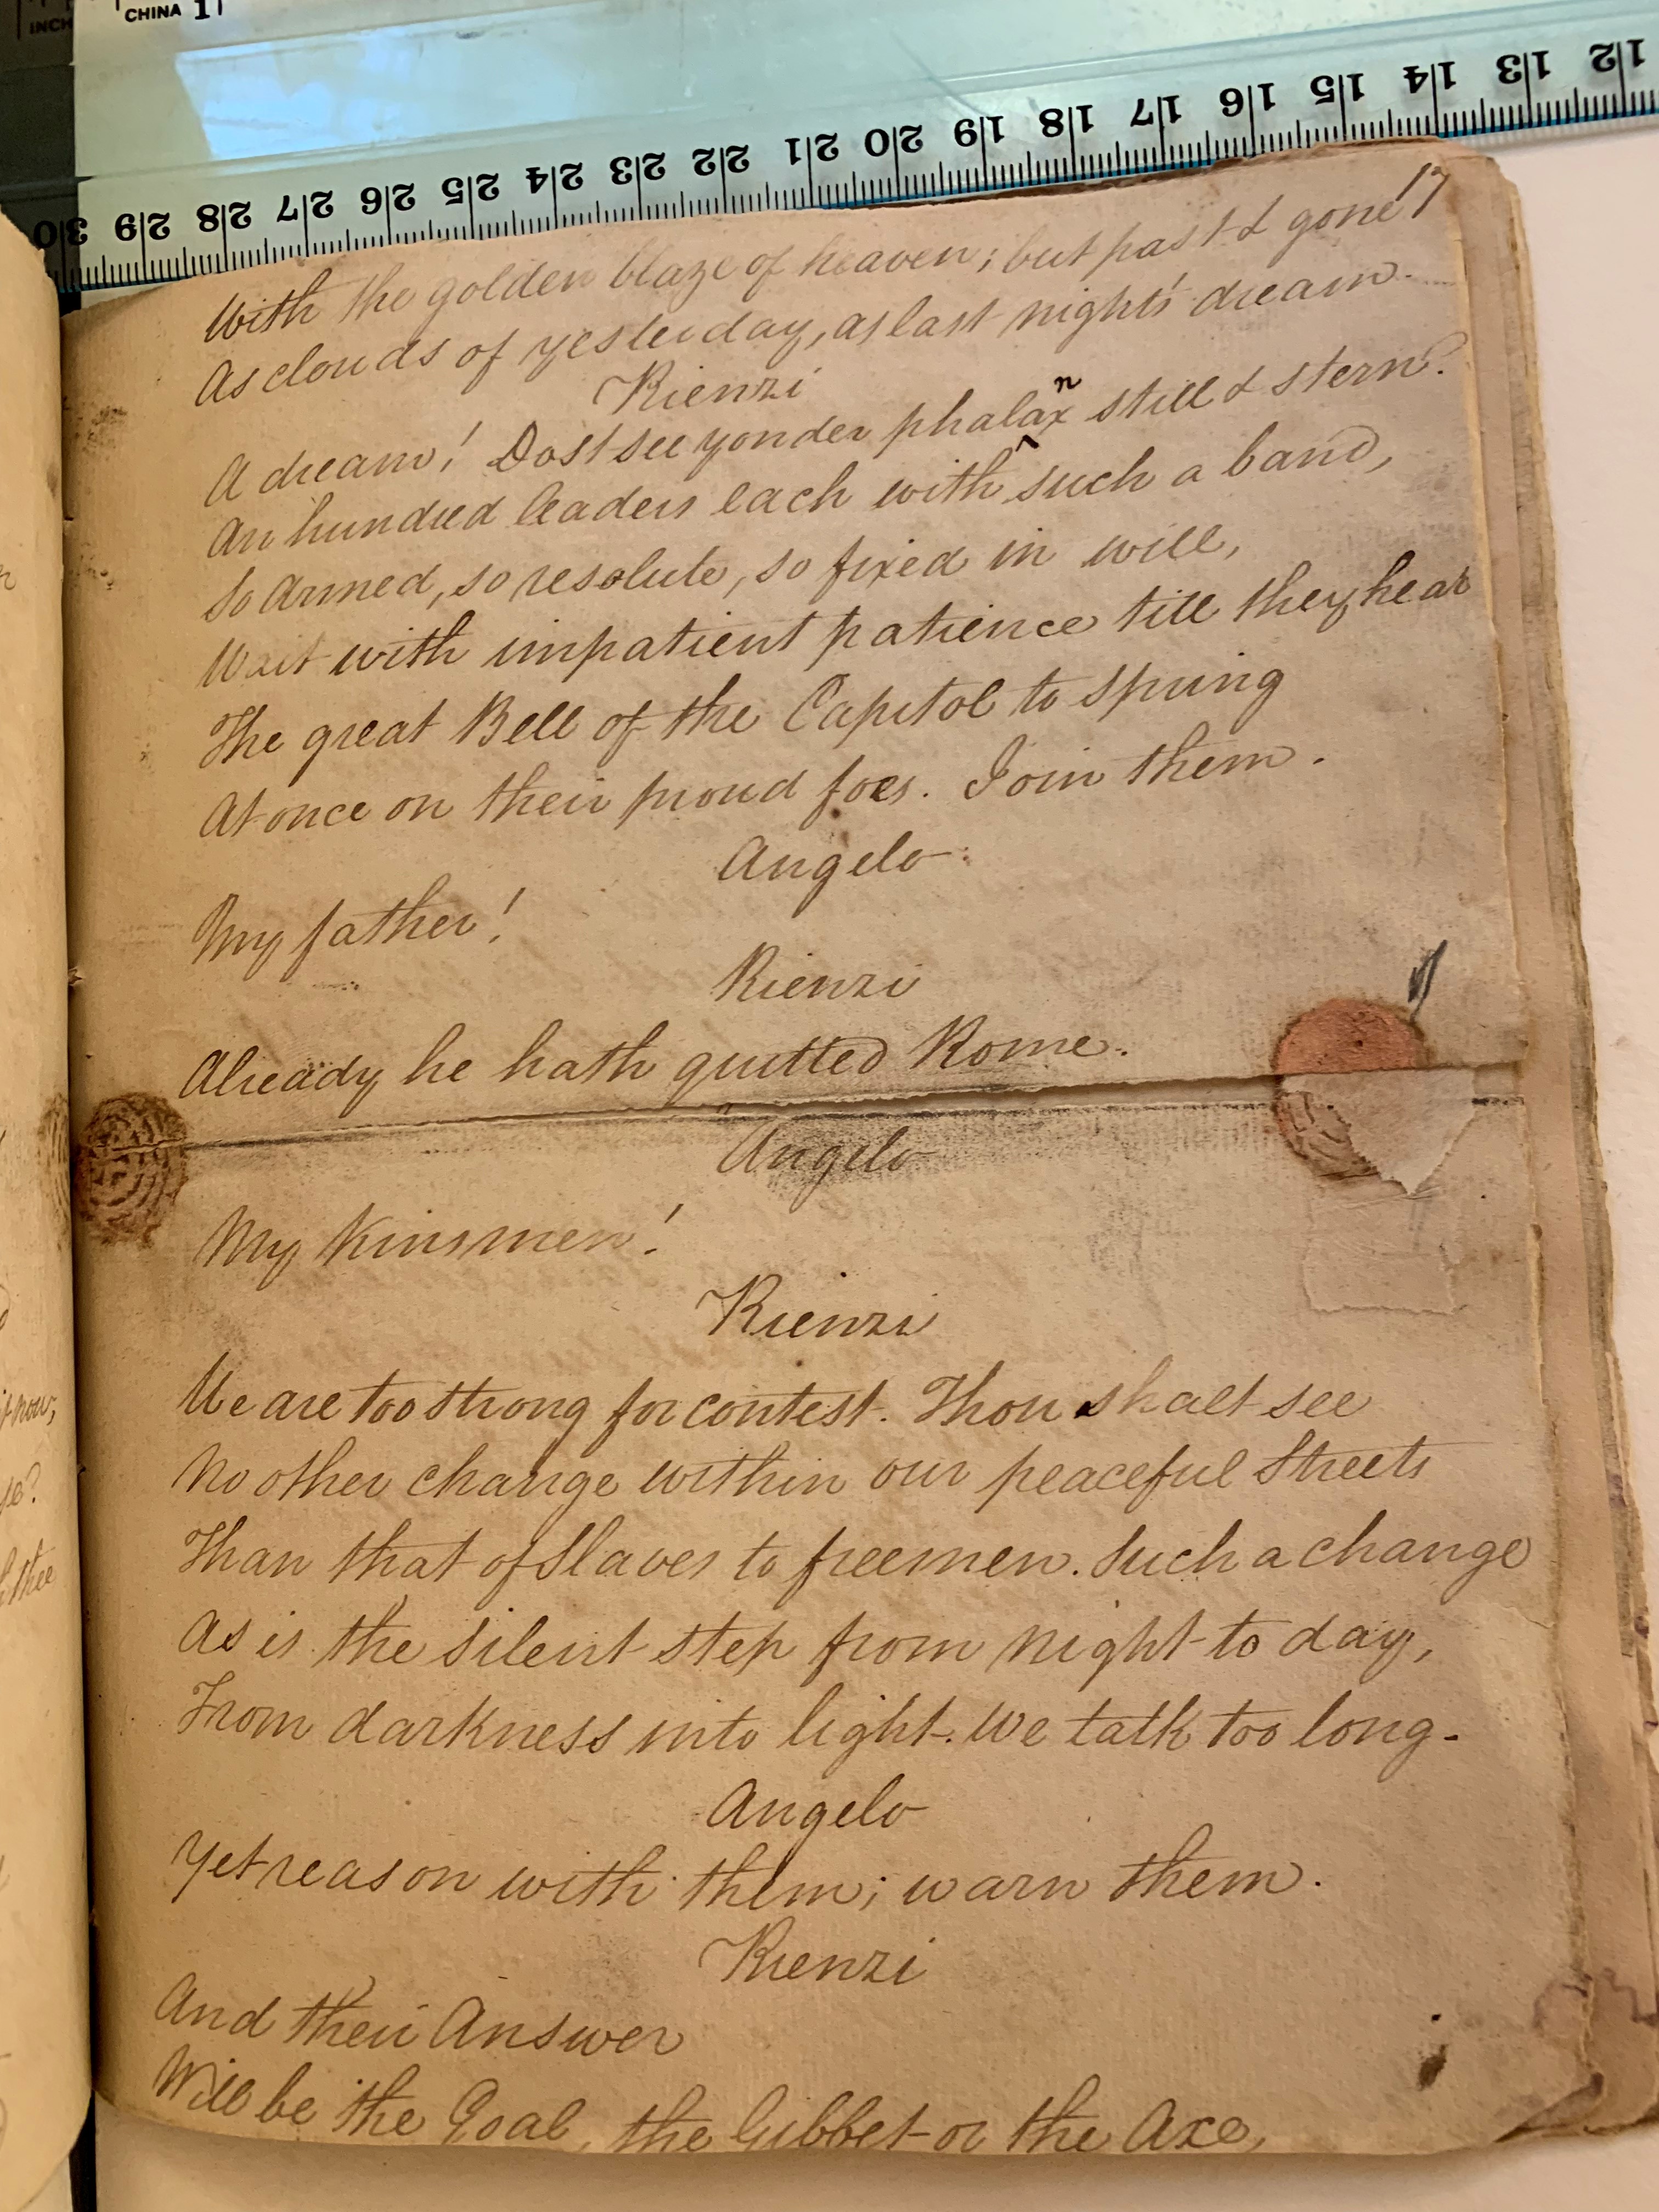 INCH
CHINA 1
30 29 28 27 26 25 24 23 22 21 20 19 18 17 16 15 14 13 12
17
With the golden blaze of heaven; but past & gone
As clouds of yesterday, as last night's dream.
Rienzi
A dream! Dost see yonder phalanx still & stern?
An hundred leaders each with such a band,
So Armed, so resolute, so fixed in will,
Wait with impatient patience till they hear
The great Bell of the Capitol to spring
At once on their proud foes. Join them.
Angelo
My father!
Rienzi
Already he hath quitted Rome.
Angelo
My Kinsmen!
Rienzi
We are too strong for contest. Thou shalt see
No other change within our peaceful Streets
Than that of Slaves to freemen. Such a change
As is the silent step from night to day,
From darkness into light. We talk too long.
Angelo
Yet reason with them; warn them.
Rienzi
And their Answer
Will be the Goal, the Gibbet or the Axe,
now;
thee